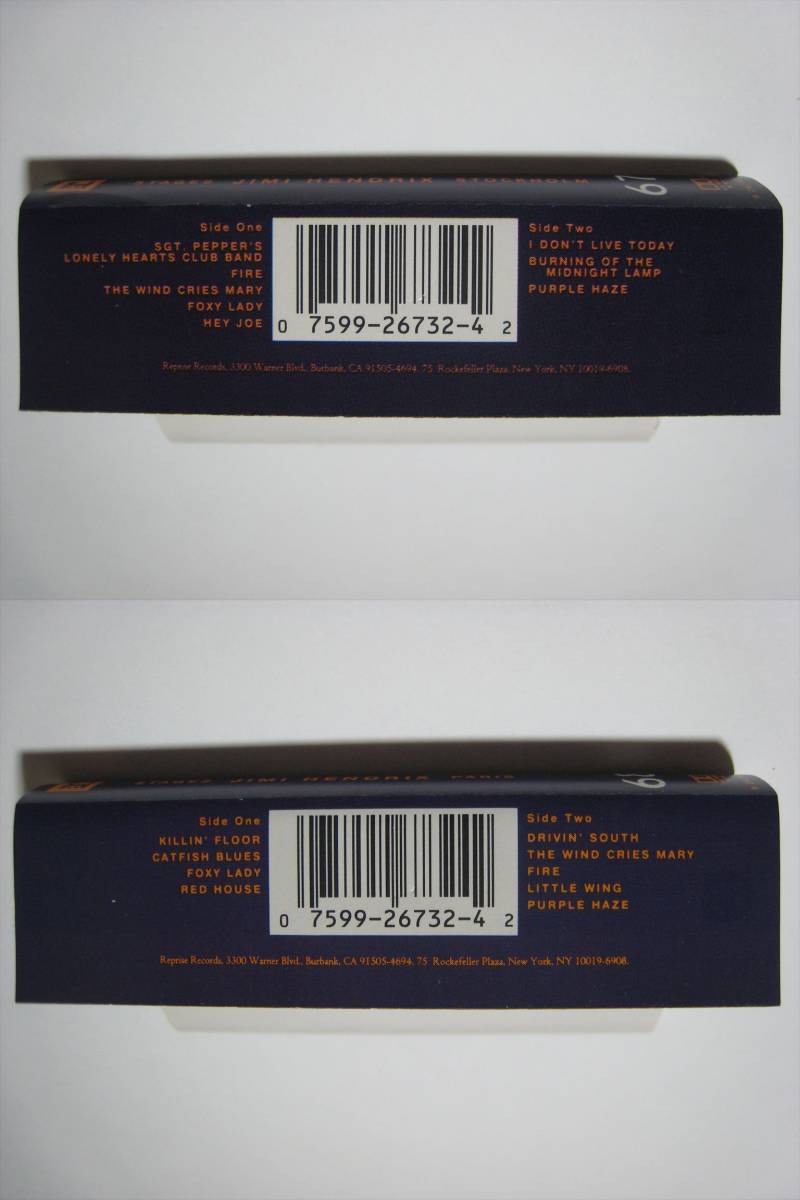 STAGES JIMI HENDRIX STOCKHOLM 67
Side One
SGT. PEPPER'S
LONELY HEARTS CLUB BAND
FIRE
THE WIND CRIES MARY
FOXY LADY
HEY JOE
0 7599-26732-4 2
Side Two
I DON'T LIVE TODAY
BURNING OF THE
MIDNIGHT LAMP
PURPLE HAZE
Reprise Records, 3300 Warner Blvd., Burbank, CA 91505-4694. 75 Rockefeller Plaza, New York, NY 10019-6908.
STAGES JIMI HENDRIX PARIS
Side One
KILLIN' FLOOR
CATFISH BLUES
FOXY LADY
RED HOUSE
0 7599-26732-4 2
Side Two
DRIVIN' SOUTH
THE WIND CRIES MARY
FIRE
LITTLE WING
PURPLE HAZE
Reprise Records, 3300 Warner Blvd., Burbank, CA 91505-4694. 75 Rockefeller Plaza, New York, NY 10019-6908.